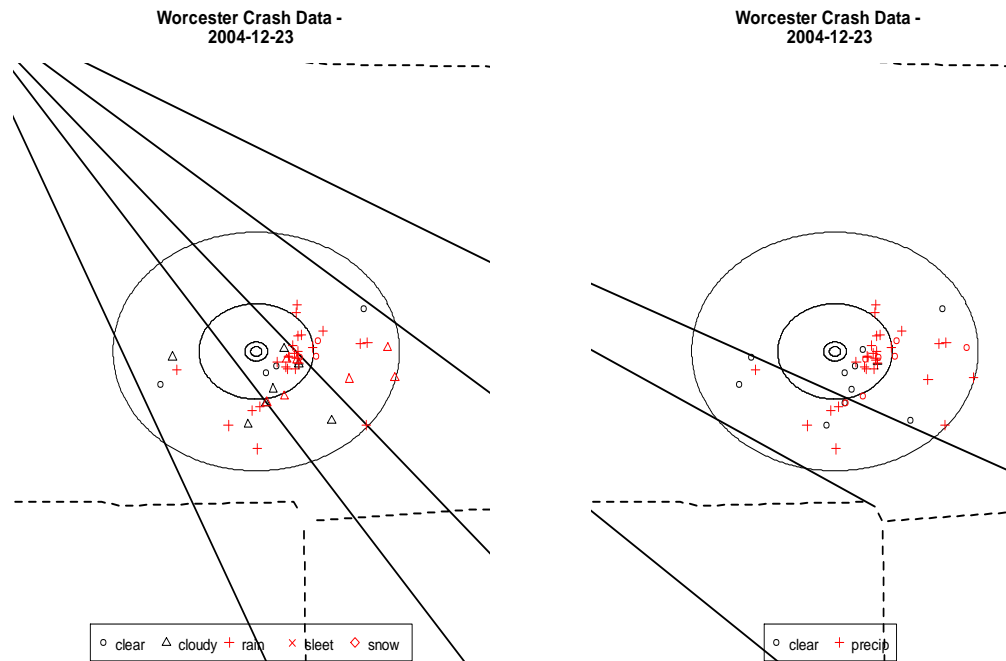 Worcester Crash Data -
2004-12-23
Worcester Crash Data -
2004-12-23
clear cloudy rain sleet snow
clear precip